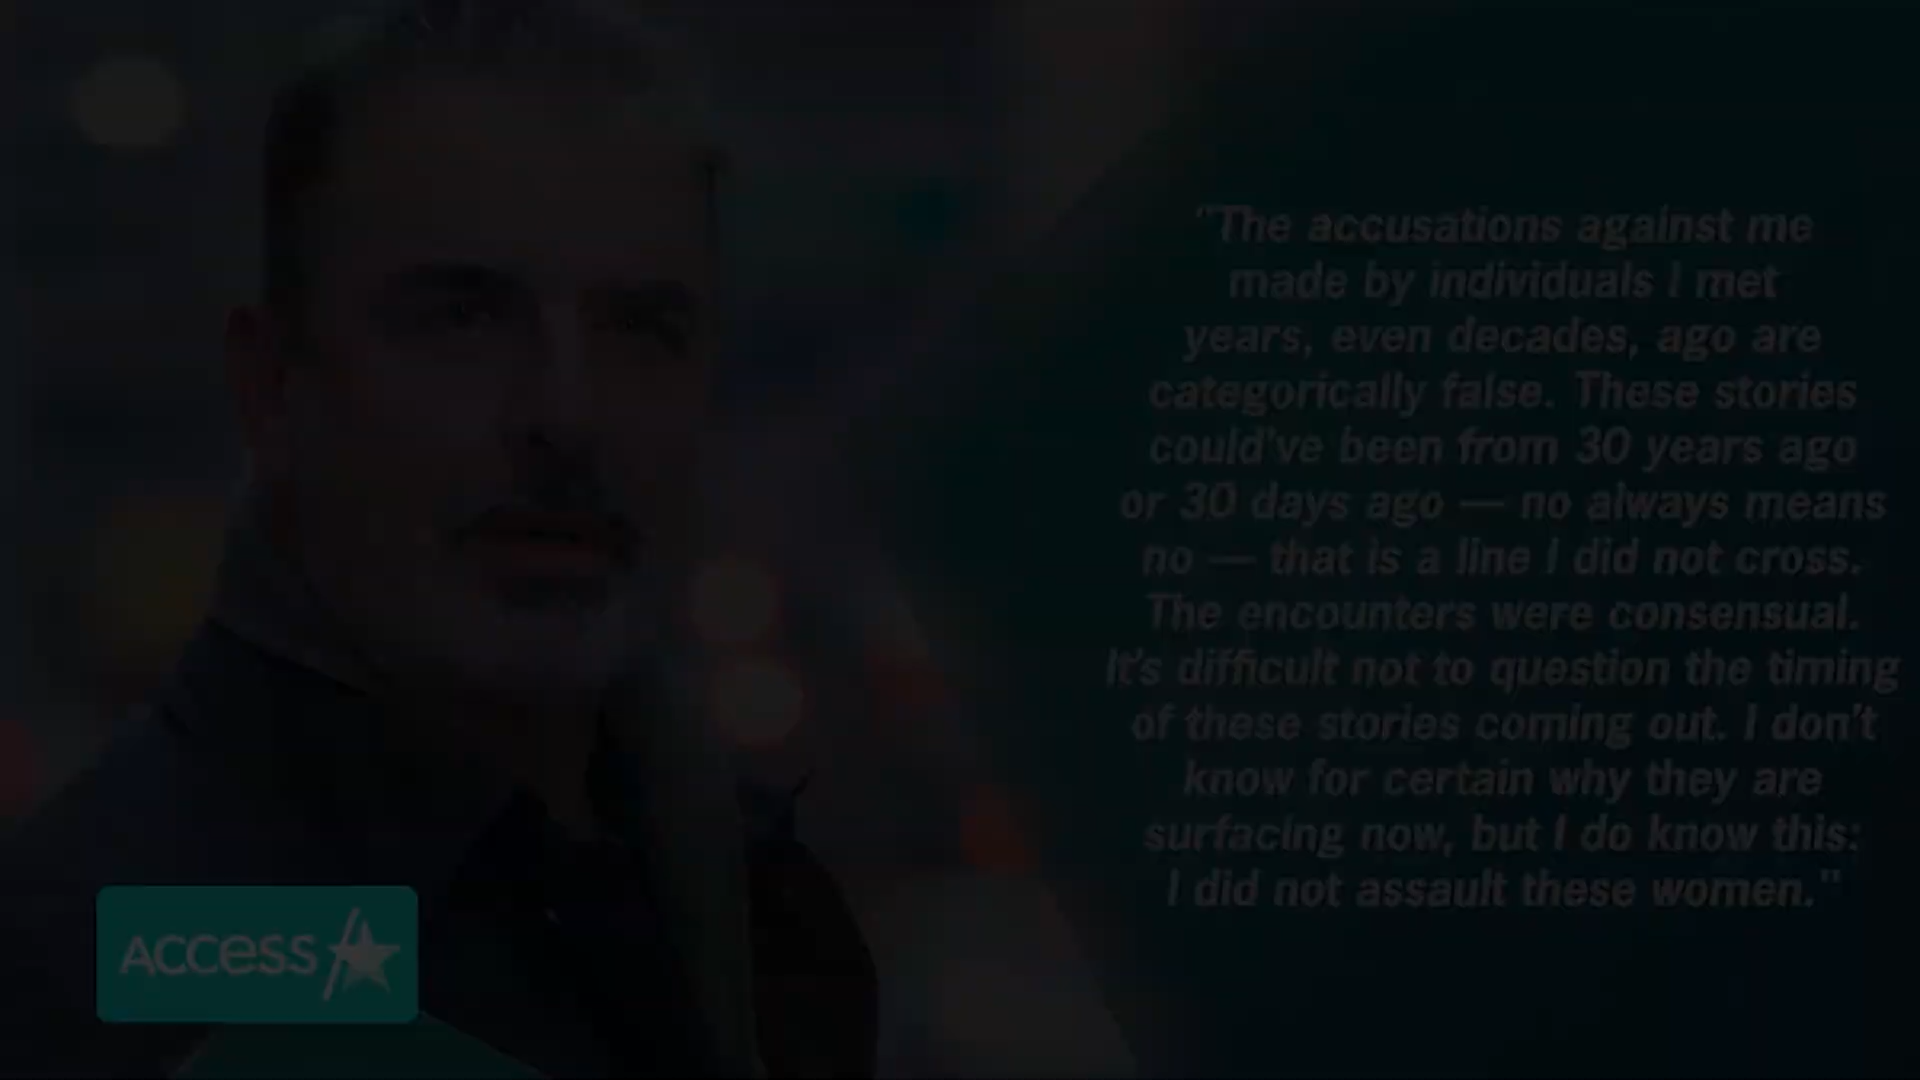 "The accusations against me
made by individuals I met
years, even decades, ago are
categorically false. These stories
could've been from 30 years ago
or 30 days ago — no always means
no — that is a line I did not cross.
The encounters were consensual.
It's difficult not to question the timing
of these stories coming out. I don't
know for certain why they are
surfacing now, but I do know this:
I did not assault these women."
access